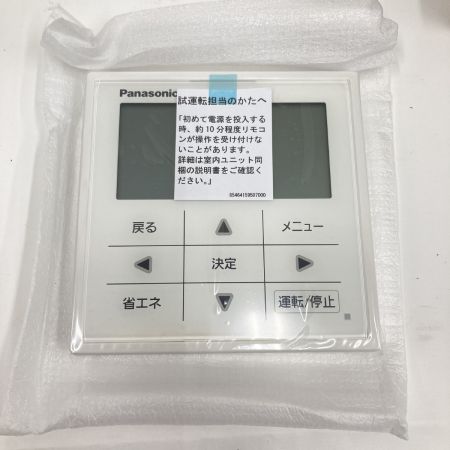 Panasonic
試運転担当のかたへ
「初めて電源を投入する
時、約10分程度リモコ
ンが操作を受け付けな
いことがあります。
詳細は室内ユニット同
梱の説明書をご確認く
ださい。」
85464159507000
戻る ▲ メニュー
◀ 決定 ▶
省エネ ▼ 運転/停止